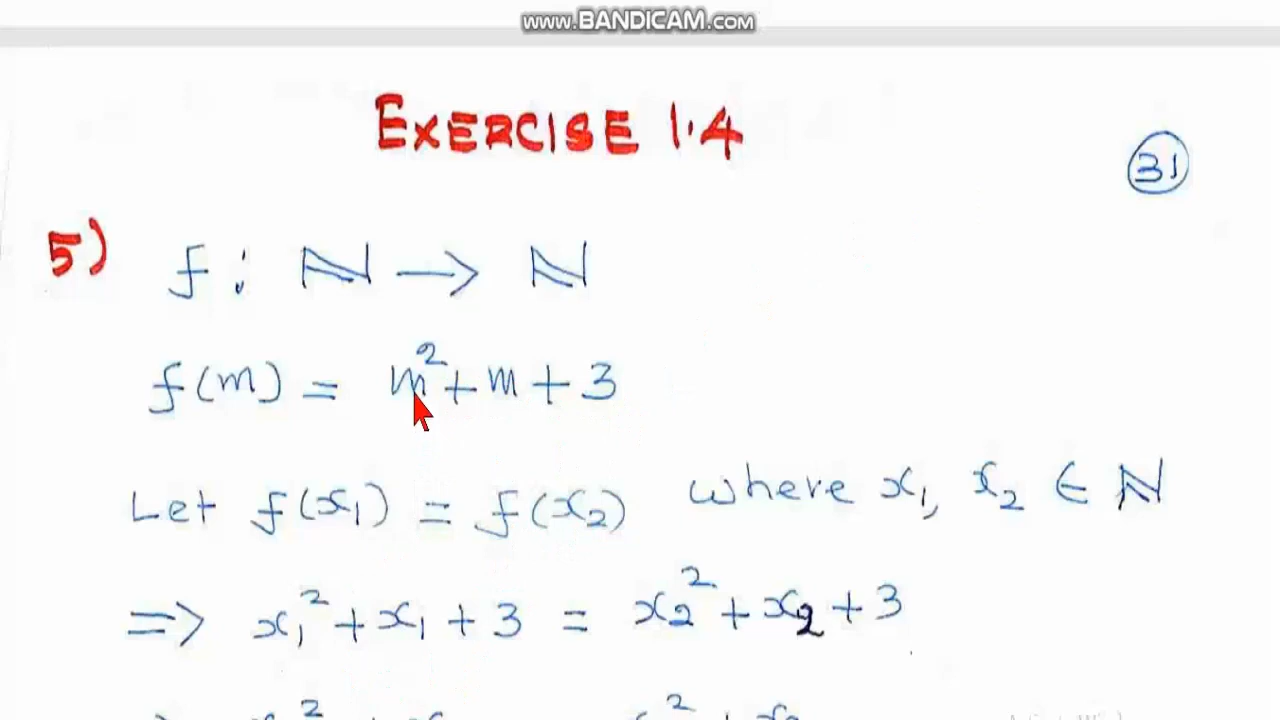 www.BANDICAM.com
EXERCISE 1.4
31
5) f : ℕ → ℕ
f(m) = m² + m + 3
Let f(x₁) = f(x₂) where x₁, x₂ ∈ ℕ
=> x₁² + x₁ + 3 = x₂² + x₂ + 3